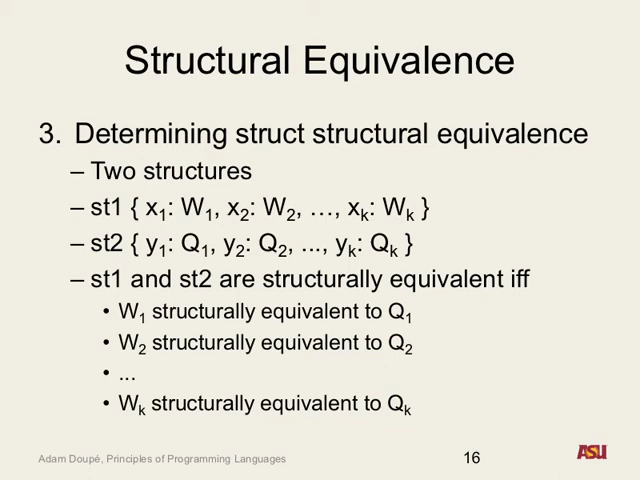 Structural Equivalence
3. Determining struct structural equivalence
– Two structures
– st1 { x₁: W₁, x₂: W₂, …, xₖ: Wₖ }
– st2 { y₁: Q₁, y₂: Q₂, ..., yₖ: Qₖ }
– st1 and st2 are structurally equivalent iff
• W₁ structurally equivalent to Q₁
• W₂ structurally equivalent to Q₂
• ...
• Wₖ structurally equivalent to Qₖ
Adam Doupé, Principles of Programming Languages
16
ASU